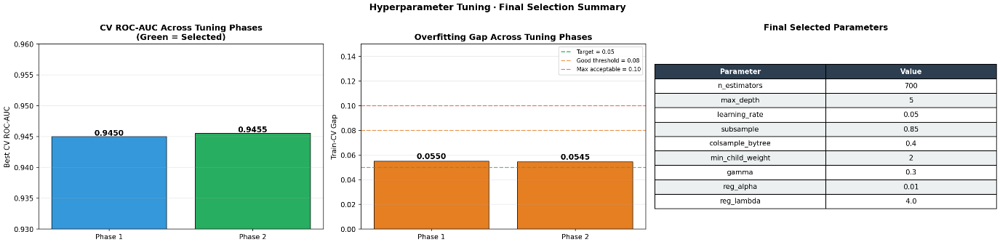 Hyperparameter Tuning · Final Selection Summary
CV ROC-AUC Across Tuning Phases
(Green = Selected)
Best CV ROC-AUC
0.960
0.955
0.950
0.945
0.940
0.935
0.930
0.9450
0.9455
Phase 1
Phase 2
Overfitting Gap Across Tuning Phases
Train-CV Gap
0.14
0.12
0.10
0.08
0.06
0.04
0.02
0.00
Target = 0.05
Good threshold = 0.08
Max acceptable = 0.10
0.0550
0.0545
Phase 1
Phase 2
Final Selected Parameters
Parameter Value
n_estimators 700
max_depth 5
learning_rate 0.05
subsample 0.85
colsample_bytree 0.4
min_child_weight 2
gamma 0.3
reg_alpha 0.01
reg_lambda 4.0